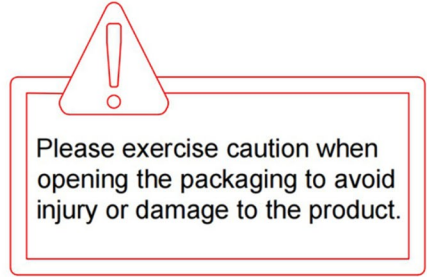 Please exercise caution when
opening the packaging to avoid
injury or damage to the product.